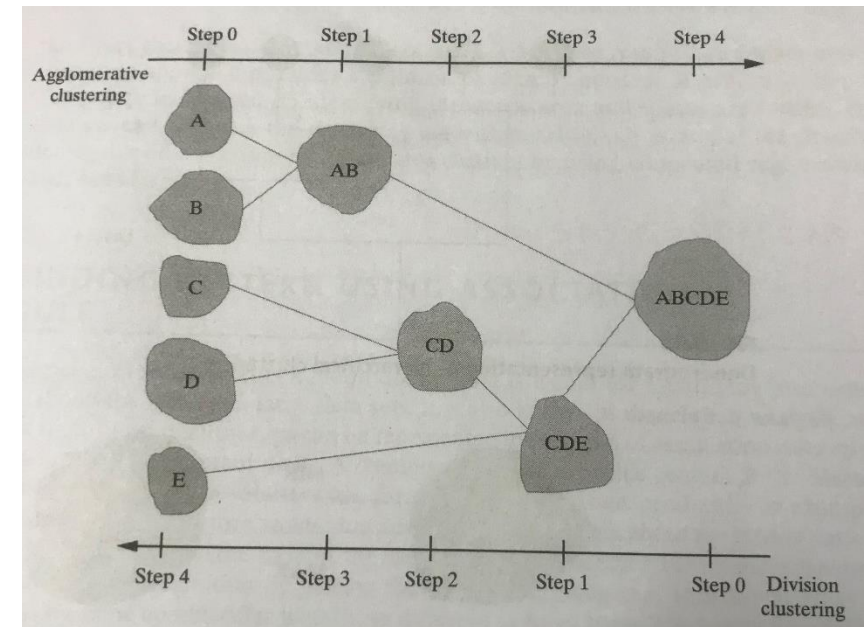 Step 0 Step 1 Step 2 Step 3 Step 4
Agglomerative
clustering
A
B
AB
C
D
CD
E
CDE
ABCDE
Step 4 Step 3 Step 2 Step 1 Step 0
Division
clustering